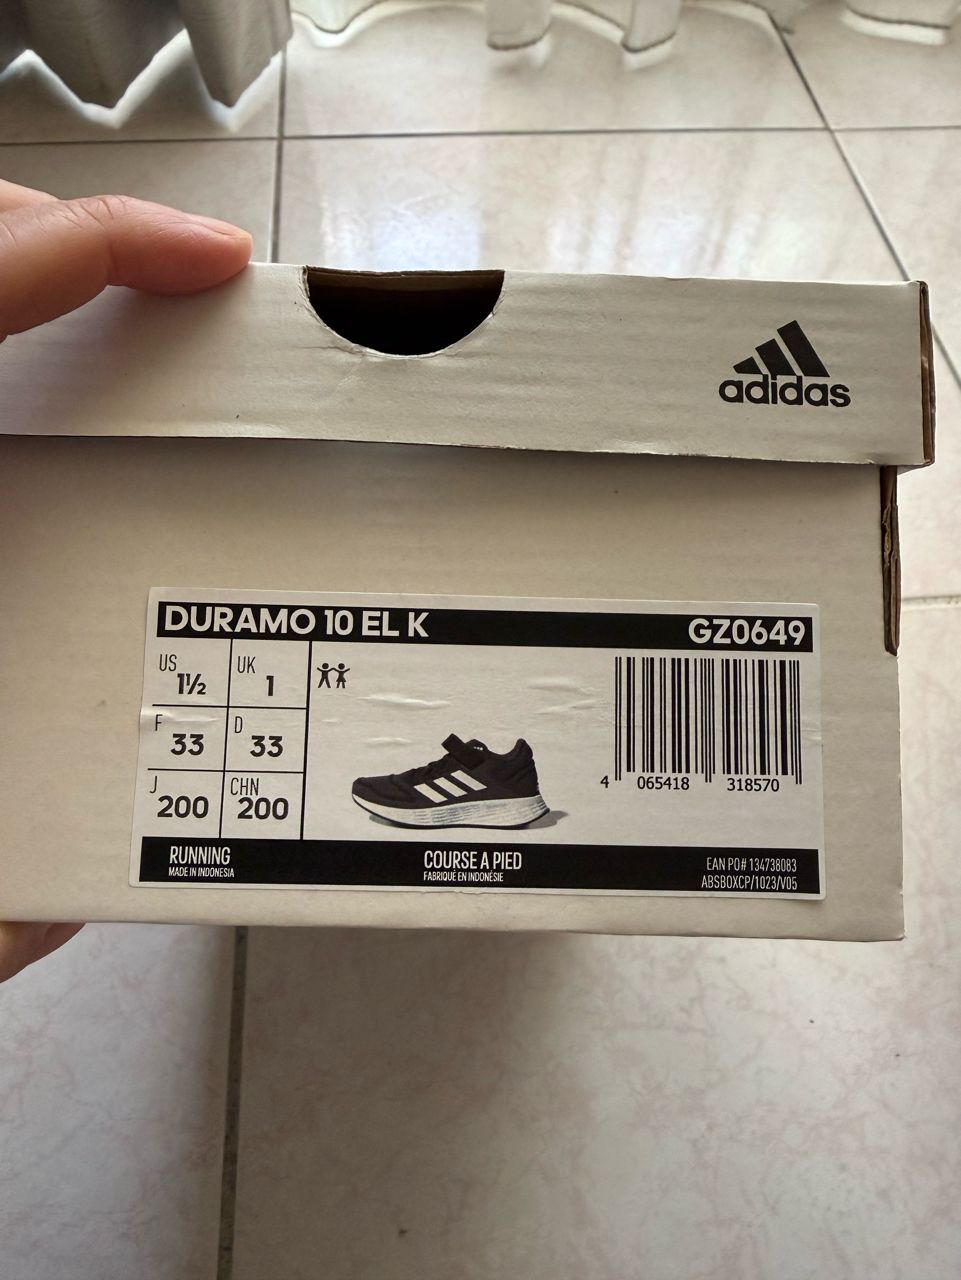 adidas
DURAMO 10 EL K GZ0649
US 1½ UK 1
F 33 D 33
J 200 CHN 200
4 065418 318570
RUNNING COURSE A PIED EAN PO# 134738083
MADE IN INDONESIA FABRIQUÉ EN INDONÉSIE ABSBOXCP/1023/V05